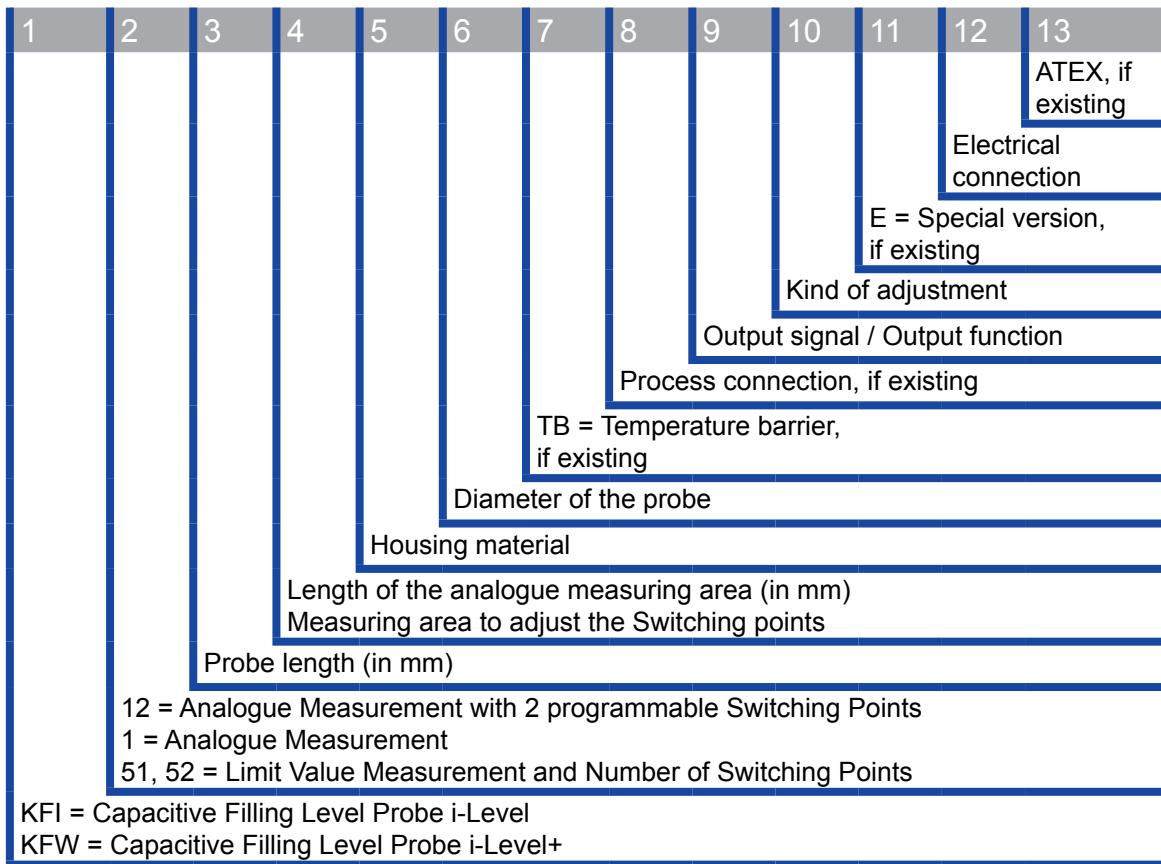 1 2 3 4 5 6 7 8 9 10 11 12 13
ATEX, if
existing
Electrical
connection
E = Special version,
if existing
Kind of adjustment
Output signal / Output function
Process connection, if existing
TB = Temperature barrier,
if existing
Diameter of the probe
Housing material
Length of the analogue measuring area (in mm)
Measuring area to adjust the Switching points
Probe length (in mm)
12 = Analogue Measurement with 2 programmable Switching Points
1 = Analogue Measurement
51, 52 = Limit Value Measurement and Number of Switching Points
KFI = Capacitive Filling Level Probe i-Level
KFW = Capacitive Filling Level Probe i-Level+